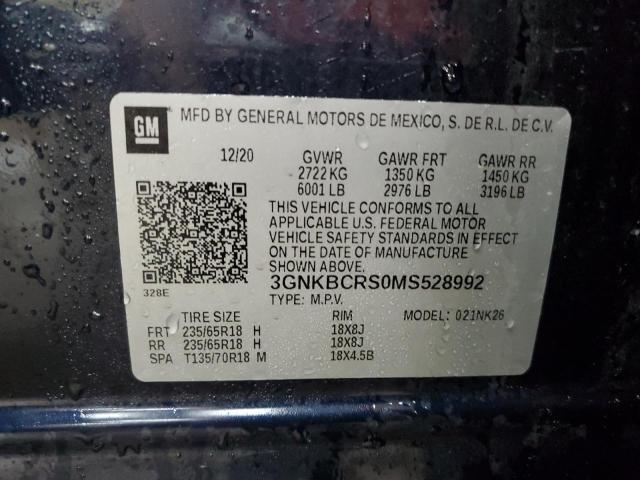 GM
MFD BY GENERAL MOTORS DE MEXICO, S. DE R.L. DE C.V.
12/20 GVWR GAWR FRT GAWR RR
2722 KG 1350 KG 1450 KG
6001 LB 2976 LB 3196 LB
THIS VEHICLE CONFORMS TO ALL
APPLICABLE U.S. FEDERAL MOTOR
VEHICLE SAFETY STANDARDS IN EFFECT
ON THE DATE OF MANUFACTURE
SHOWN ABOVE.
328E
3GNKBCRS0MS528992
TYPE: M.P.V. MODEL: 021NK26
TIRE SIZE RIM
FRT 235/65R18 H 18X8J
RR 235/65R18 H 18X8J
SPA T135/70R18 M 18X4.5B